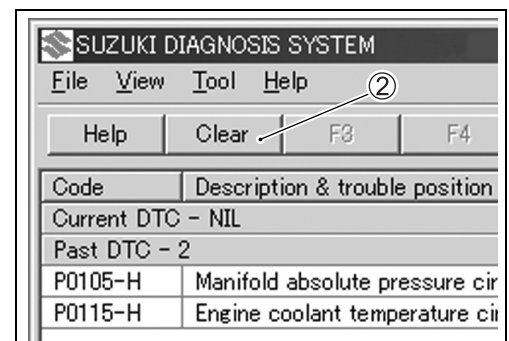 SUZUKI DIAGNOSIS SYSTEM
File View Tool Help
②
Help Clear F3 F4
Code Description & trouble position
Current DTC - NIL
Past DTC - 2
P0105-H Manifold absolute pressure cir
P0115-H Engine coolant temperature cir